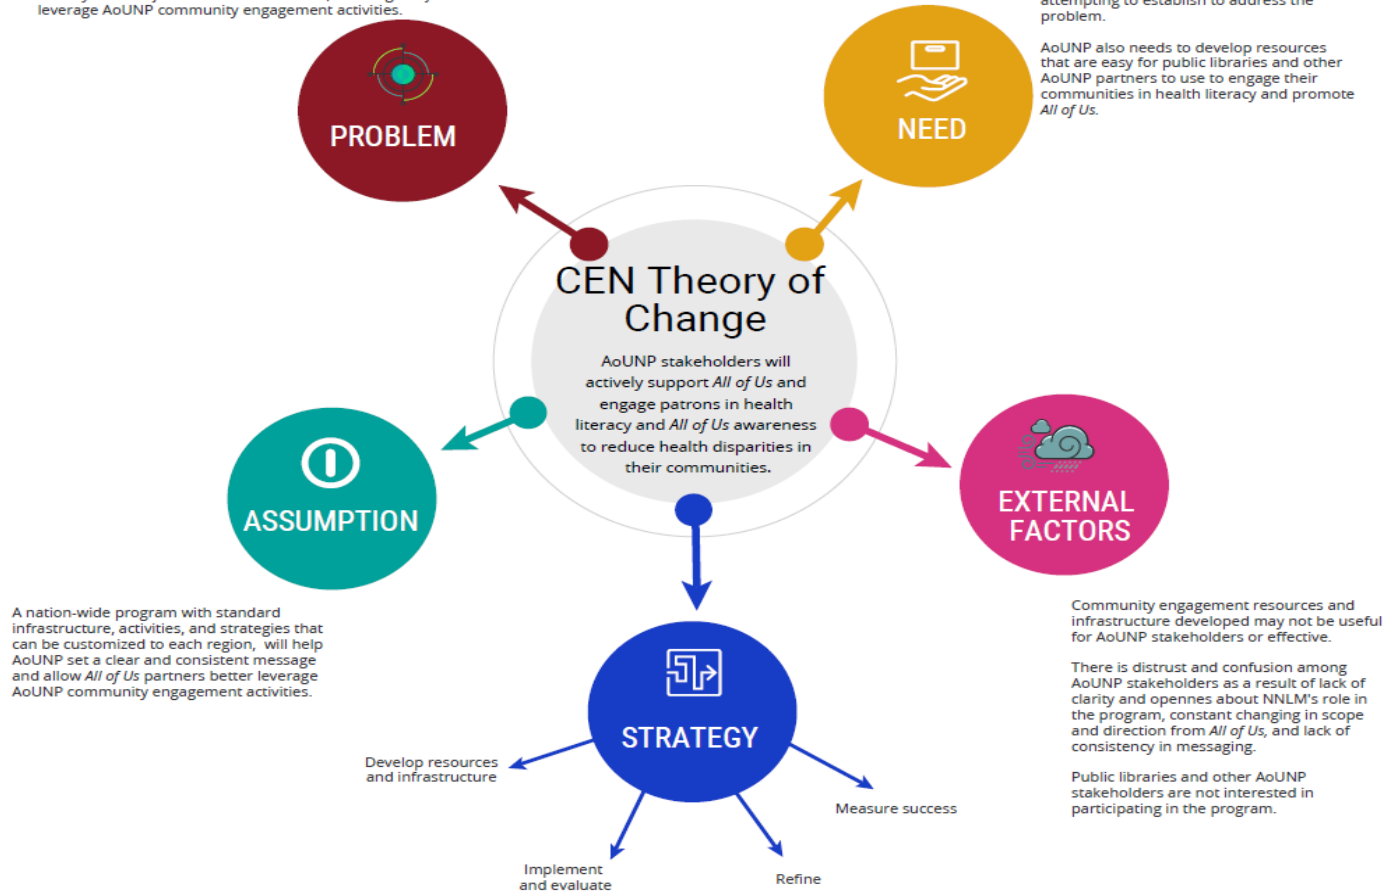 leverage AoUNP community engagement activities.
attempting to establish to address the
problem.
AoUNP also needs to develop resources
that are easy for public libraries and other
AoUNP partners to use to engage their
communities in health literacy and promote
All of Us.
PROBLEM
NEED
CEN Theory of
Change
AoUNP stakeholders will
actively support All of Us and
engage patrons in health
literacy and All of Us awareness
to reduce health disparities in
their communities.
ASSUMPTION
EXTERNAL
FACTORS
A nation-wide program with standard
infrastructure, activities, and strategies that
can be customized to each region, will help
AoUNP set a clear and consistent message
and allow All of Us partners better leverage
AoUNP community engagement activities.
Community engagement resources and
infrastructure developed may not be useful
for AoUNP stakeholders or effective.
There is distrust and confusion among
AoUNP stakeholders as a result of lack of
clarity and opennes about NNLM's role in
the program, constant changing in scope
and direction from All of Us, and lack of
consistency in messaging.
Public libraries and other AoUNP
stakeholders are not interested in
participating in the program.
STRATEGY
Develop resources
and infrastructure
Implement
and evaluate
Refine
Measure success